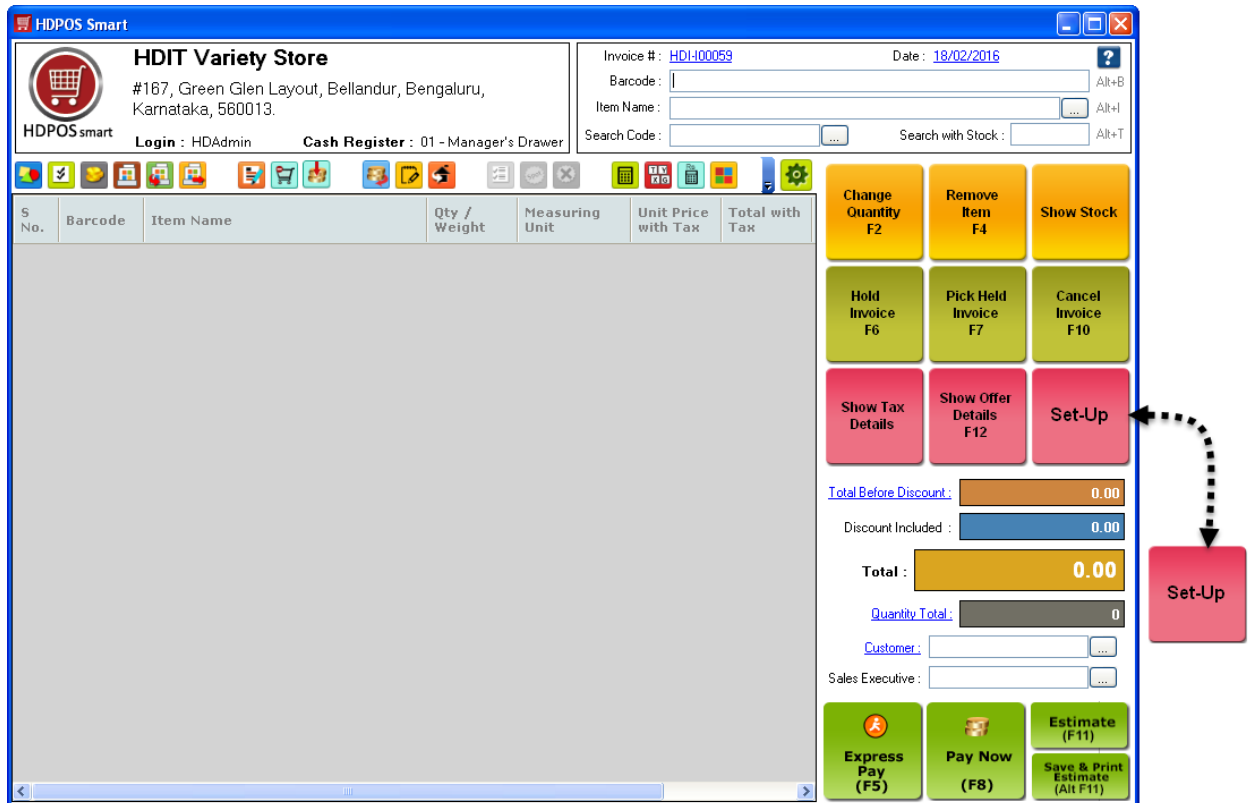 HDPOS Smart
HDIT Variety Store
#167, Green Glen Layout, Bellandur, Bengaluru,
Karnataka, 560013.
HDPOS smart
Login : HDAdmin Cash Register : 01 - Manager's Drawer
Invoice # : HDI-I00059 Date : 18/02/2016 ?
Barcode : Alt+B
Item Name : ... Alt+I
Search Code : ... Search with Stock : Alt+T
S
No.
Barcode
Item Name
Qty /
Weight
Measuring
Unit
Unit Price
with Tax
Total with
Tax
Change
Quantity
F2
Remove
Item
F4
Show Stock
Hold
Invoice
F6
Pick Held
Invoice
F7
Cancel
Invoice
F10
Show Tax
Details
Show Offer
Details
F12
Set-Up
Total Before Discount : 0.00
Discount Included : 0.00
Total : 0.00
Quantity Total : 0
Customer : ...
Sales Executive : ...
Set-Up
Express
Pay
(F5)
Pay Now
(F8)
Estimate
(F11)
Save & Print
Estimate
(Alt F11)